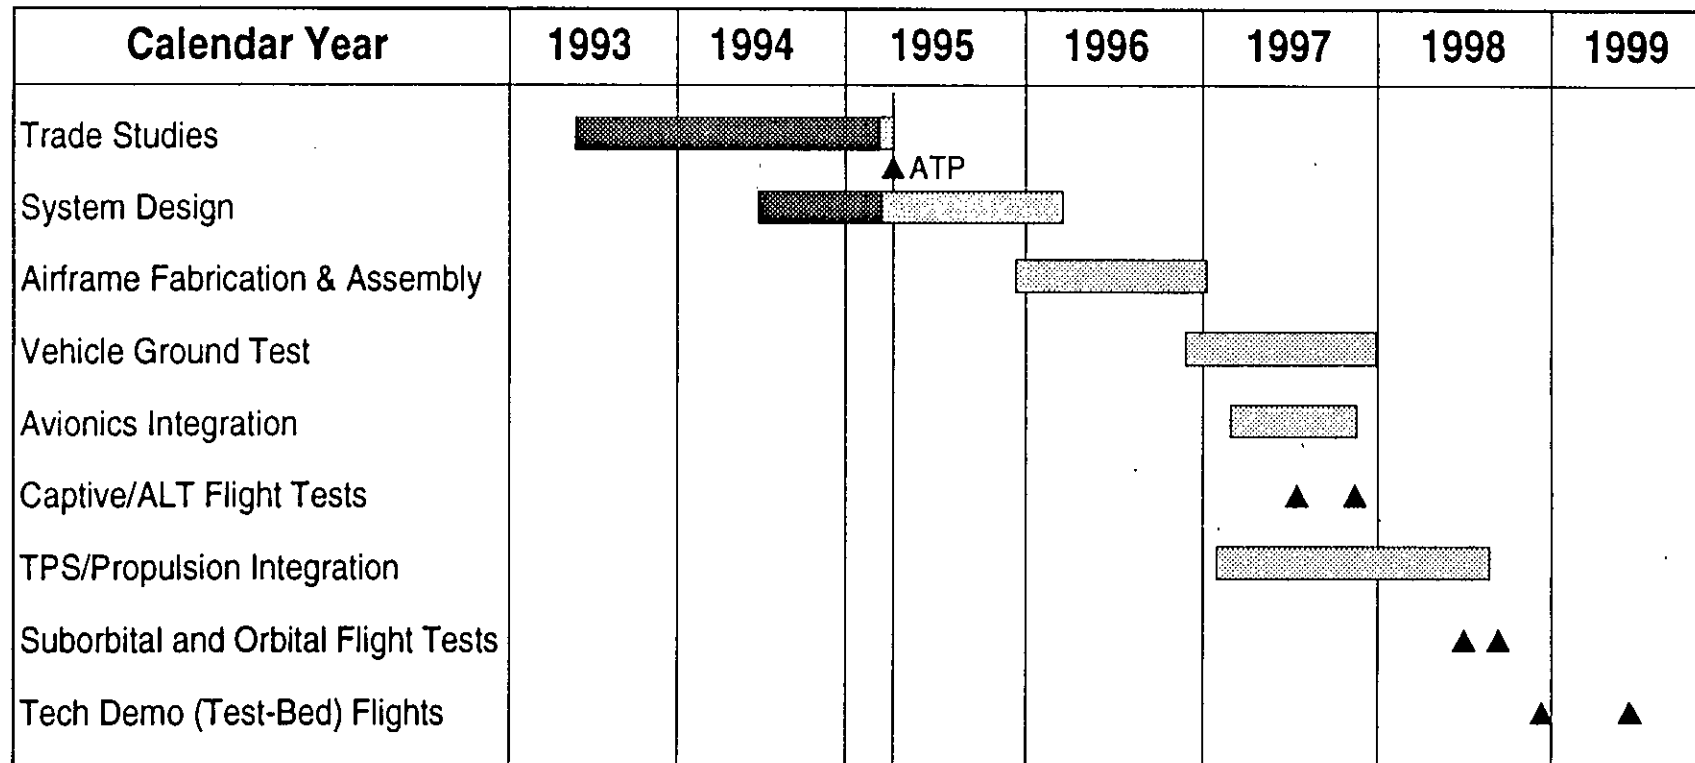 Calendar Year 1993 1994 1995 1996 1997 1998 1999
Trade Studies
ATP
System Design
Airframe Fabrication & Assembly
Vehicle Ground Test
Avionics Integration
Captive/ALT Flight Tests
TPS/Propulsion Integration
Suborbital and Orbital Flight Tests
Tech Demo (Test-Bed) Flights